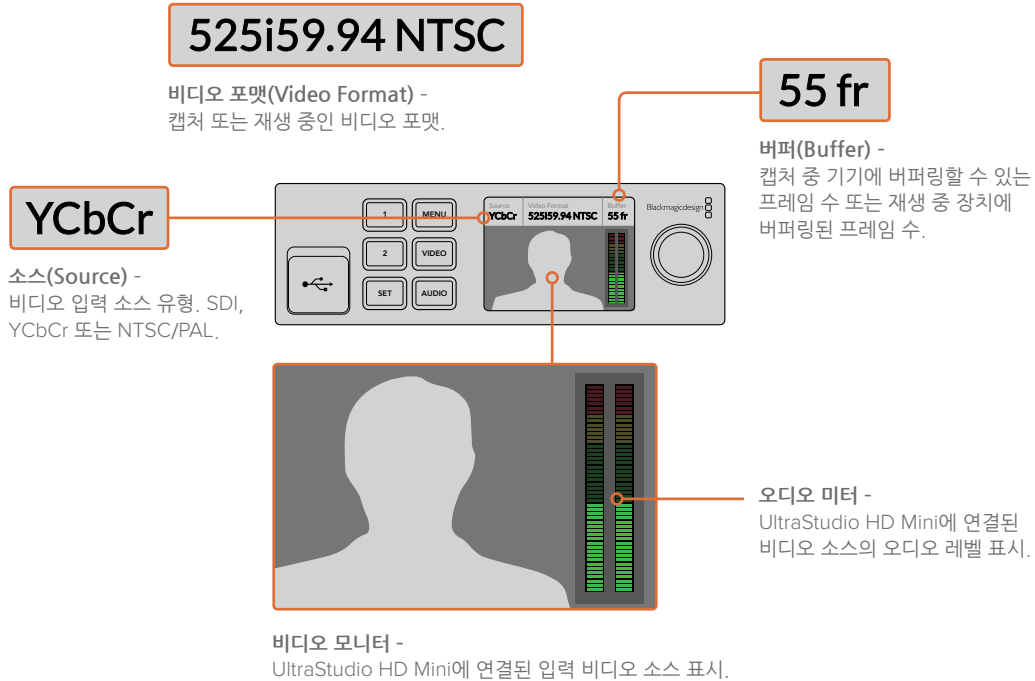 525i59.94 NTSC
비디오 포맷(Video Format) -
캡처 또는 재생 중인 비디오 포맷.
55 fr
버퍼(Buffer) -
캡처 중 기기에 버퍼링할 수 있는
프레임 수 또는 재생 중 장치에
버퍼링된 프레임 수.
YCbCr
소스(Source) -
비디오 입력 소스 유형. SDI,
YCbCr 또는 NTSC/PAL.
1
MENU
2
VIDEO
SET
AUDIO
Source
YCbCr
Video Format
525i59.94 NTSC
Buffer
55 fr
Blackmagicdesign
오디오 미터 -
UltraStudio HD Mini에 연결된
비디오 소스의 오디오 레벨 표시.
비디오 모니터 -
UltraStudio HD Mini에 연결된 입력 비디오 소스 표시.